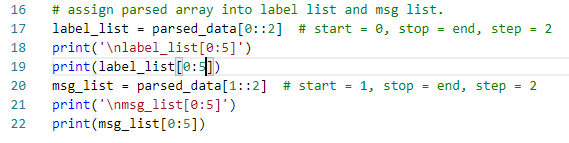 16 # assign parsed array into label list and msg list.
17 label_list = parsed_data[0::2]  # start = 0, stop = end, step = 2
18 print('\nlabel_list[0:5]')
19 print(label_list[0:5])
20 msg_list = parsed_data[1::2]  # start = 1, stop = end, step = 2
21 print('\nmsg_list[0:5]')
22 print(msg_list[0:5])